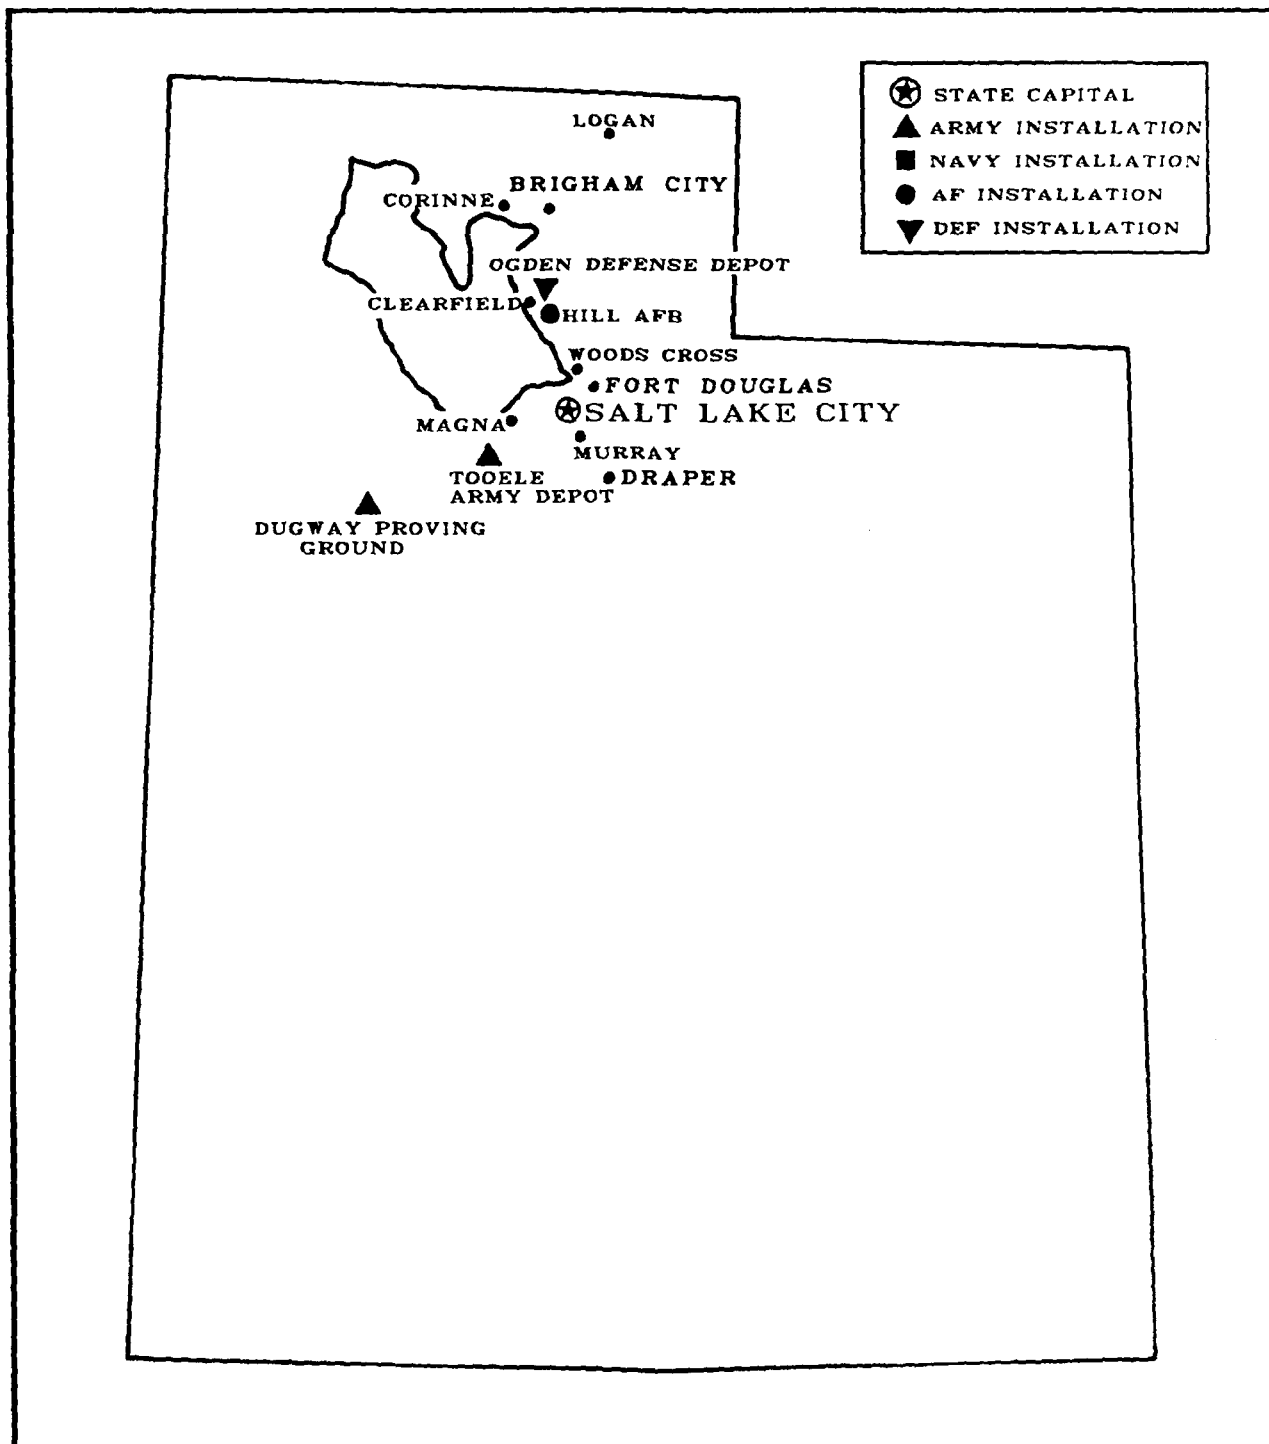 STATE CAPITAL
ARMY INSTALLATION
NAVY INSTALLATION
AF INSTALLATION
DEF INSTALLATION
LOGAN
BRIGHAM CITY
CORINNE
OGDEN DEFENSE DEPOT
CLEARFIELD
HILL AFB
WOODS CROSS
FORT DOUGLAS
SALT LAKE CITY
MAGNA
MURRAY
TOOELE
ARMY DEPOT
DRAPER
DUGWAY PROVING
GROUND